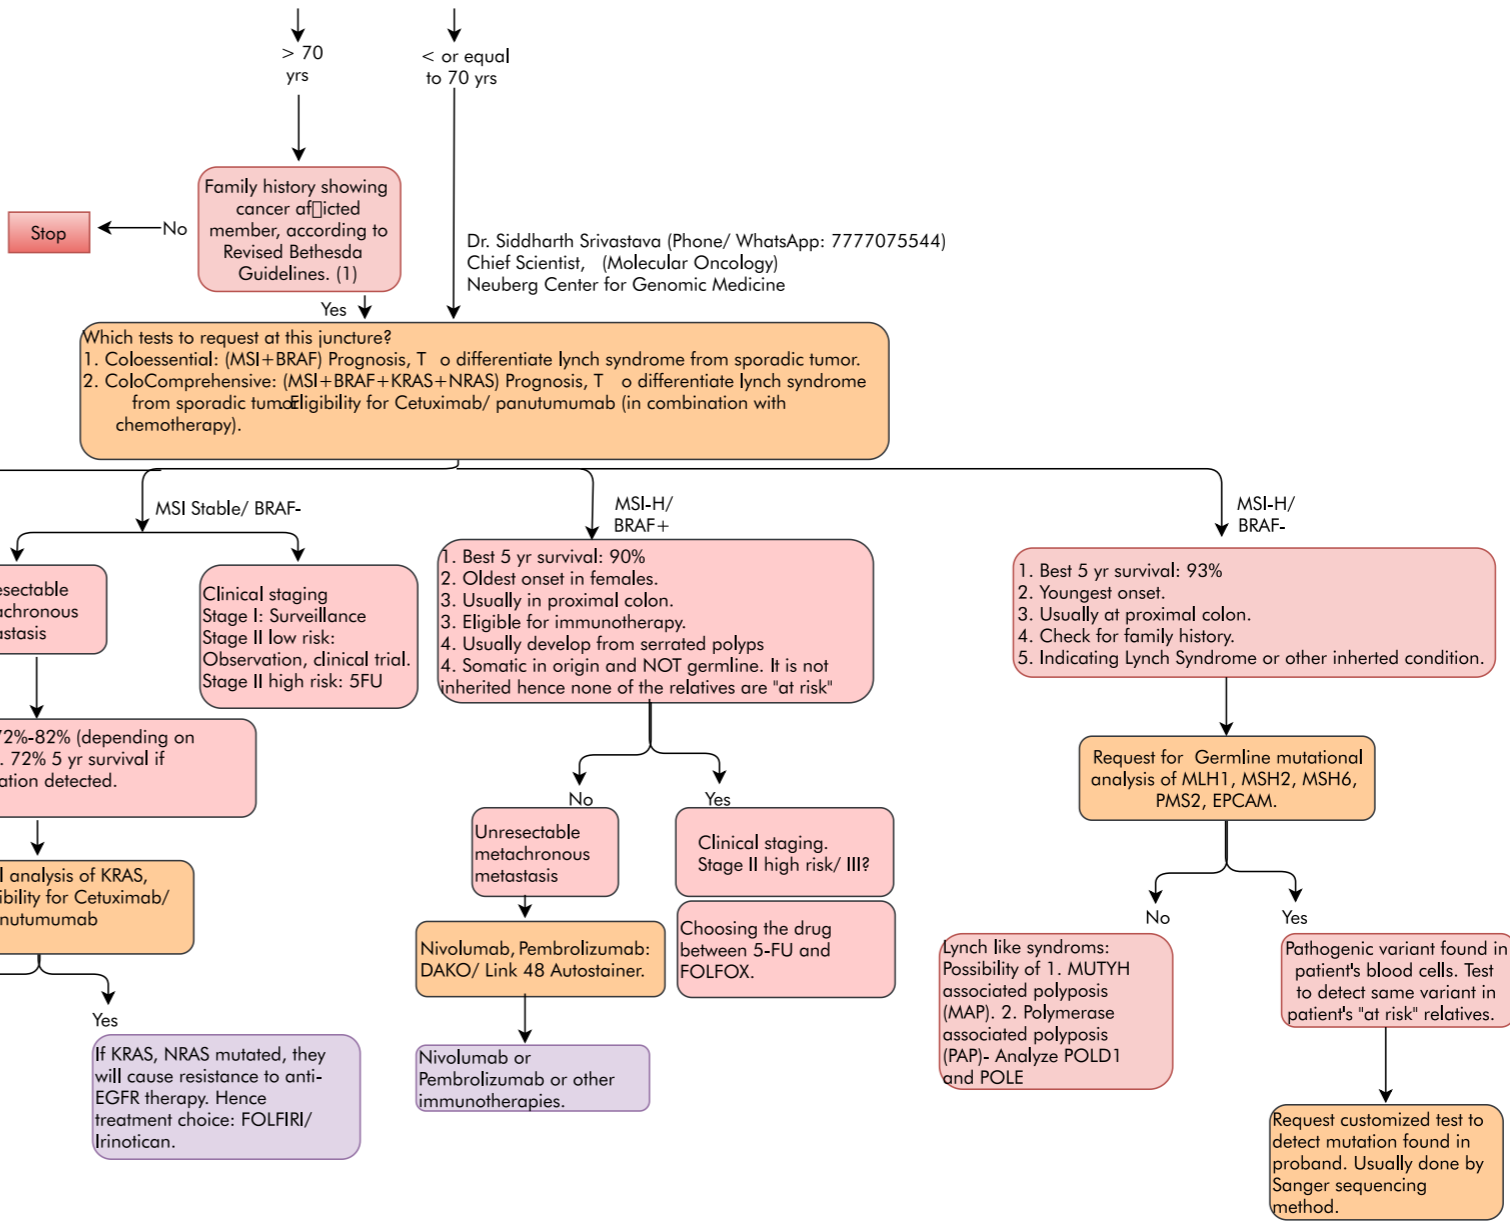 > 70
yrs
< or equal
to 70 yrs
Family history showing
cancer af▯icted
member, according to
Revised Bethesda
Guidelines. (1)
No
Stop
Dr. Siddharth Srivastava (Phone/ WhatsApp: 7777075544)
Chief Scientist, (Molecular Oncology)
Neuberg Center for Genomic Medicine
Yes
Which tests to request at this juncture?
1. Coloessential: (MSI+BRAF) Prognosis, T o differentiate lynch syndrome from sporadic tumor.
2. ColoComprehensive: (MSI+BRAF+KRAS+NRAS) Prognosis, T o differentiate lynch syndrome
from sporadic tumor. Eligibility for Cetuximab/ panutumumab (in combination with
chemotherapy).
MSI Stable/ BRAF-
MSI-H/
BRAF+
MSI-H/
BRAF-
esectable
achronous
astasis
Clinical staging
Stage I: Surveillance
Stage II low risk:
Observation, clinical trial.
Stage II high risk: 5FU
1. Best 5 yr survival: 90%
2. Oldest onset in females.
3. Usually in proximal colon.
3. Eligible for immunotherapy.
4. Usually develop from serrated polyps
4. Somatic in origin and NOT germline. It is not
inherited hence none of the relatives are "at risk"
1. Best 5 yr survival: 93%
2. Youngest onset.
3. Usually at proximal colon.
4. Check for family history.
5. Indicating Lynch Syndrome or other inherted condition.
72%-82% (depending on
. 72% 5 yr survival if
ation detected.
Request for Germline mutational
analysis of MLH1, MSH2, MSH6,
PMS2, EPCAM.
No
Yes
Unresectable
metachronous
metastasis
Clinical staging.
Stage II high risk/ III?
l analysis of KRAS,
ibility for Cetuximab/
nutumumab
Nivolumab, Pembrolizumab:
DAKO/ Link 48 Autostainer.
Choosing the drug
between 5-FU and
FOLFOX.
No
Yes
Lynch like syndroms:
Possibility of 1. MUTYH
associated polyposis
(MAP). 2. Polymerase
associated polyposis
(PAP)- Analyze POLD1
and POLE
Pathogenic variant found in
patient's blood cells. Test
to detect same variant in
patient's "at risk" relatives.
Yes
If KRAS, NRAS mutated, they
will cause resistance to anti-
EGFR therapy. Hence
treatment choice: FOLFIRI/
Irinotican.
Nivolumab or
Pembrolizumab or other
immunotherapies.
Request customized test to
detect mutation found in
proband. Usually done by
Sanger sequencing
method.